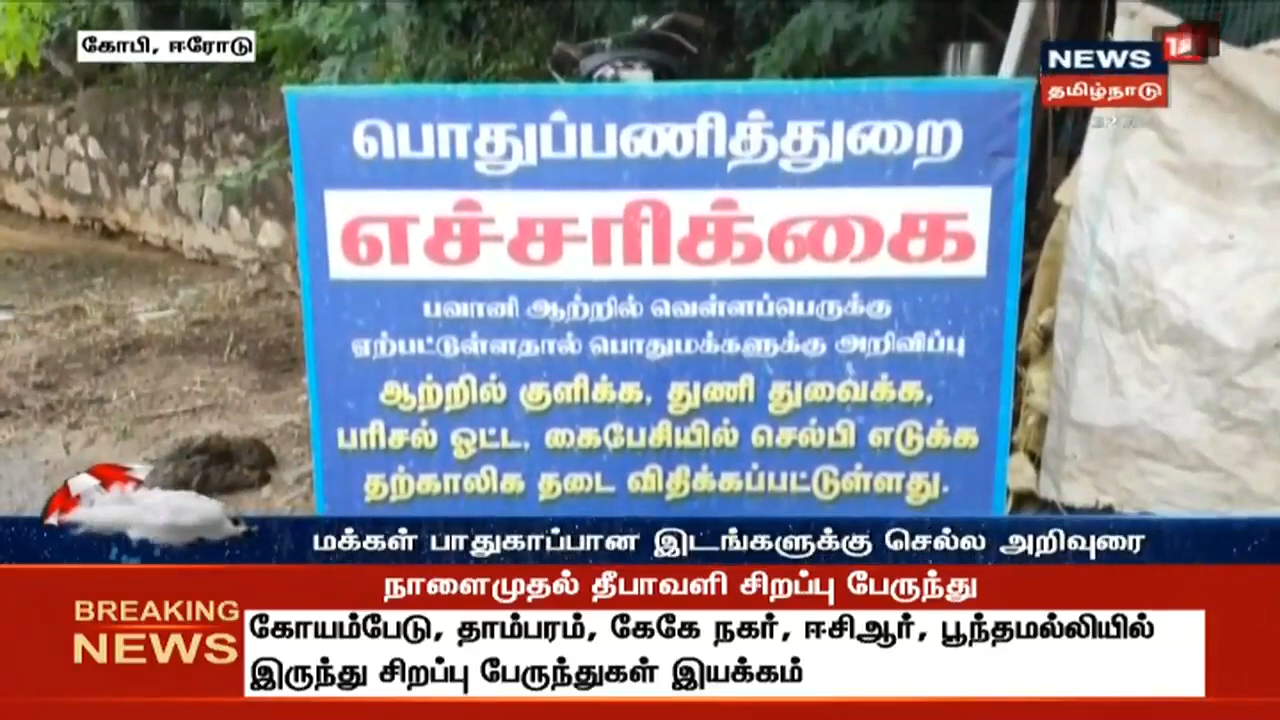 கோபி, ஈரோடு
NEWS 18
தமிழ்நாடு
பொதுப்பணித்துறை
எச்சரிக்கை
பவானி ஆற்றில் வெள்ளப்பெருக்கு
ஏற்பட்டுள்ளதால் பொதுமக்களுக்கு அறிவிப்பு
ஆற்றில் குளிக்க, துணி துவைக்க,
பரிசல் ஓட்ட, கைபேசியில் செல்பி எடுக்க
தற்காலிக தடை விதிக்கப்பட்டுள்ளது.
மக்கள் பாதுகாப்பான இடங்களுக்கு செல்ல அறிவுரை
நாளைமுதல் தீபாவளி சிறப்பு பேருந்து
BREAKING
NEWS
கோயம்பேடு, தாம்பரம், கேகே நகர், ஈசிஆர், பூந்தமல்லியில்
இருந்து சிறப்பு பேருந்துகள் இயக்கம்